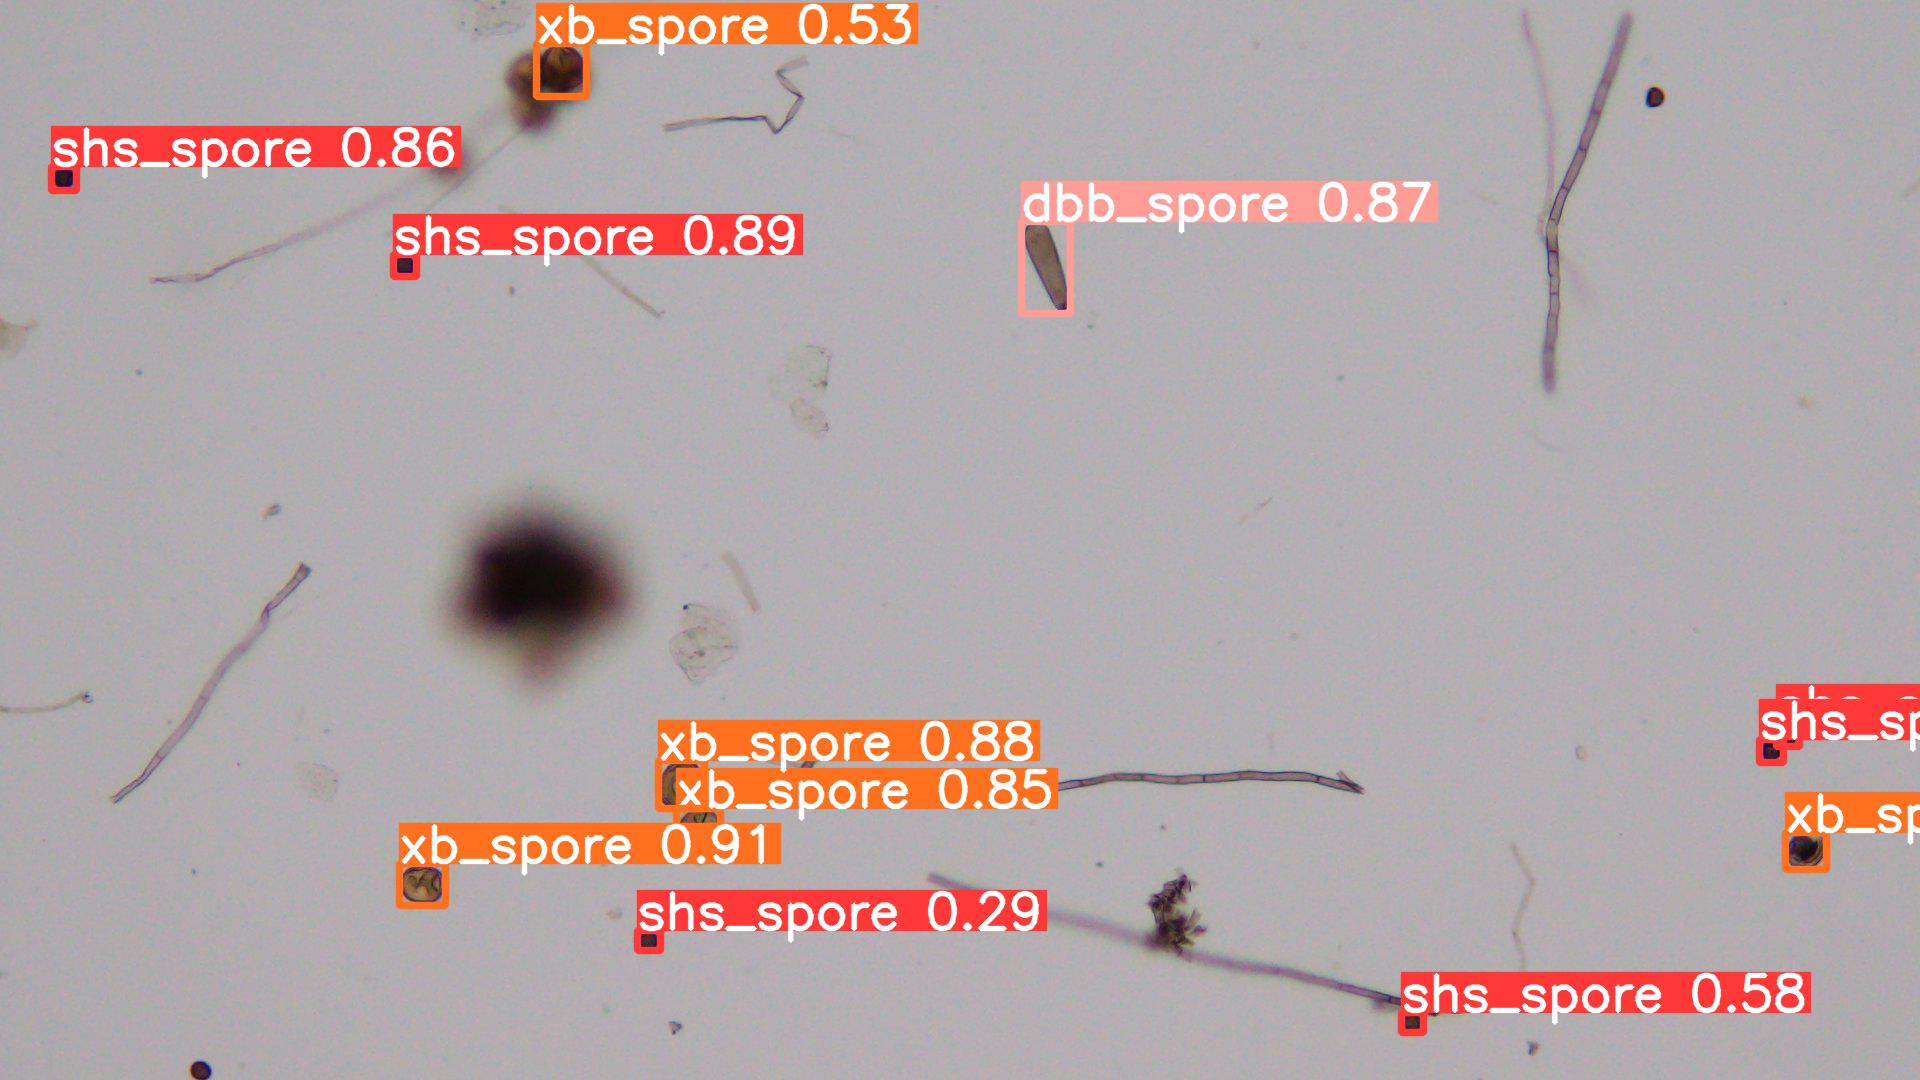 xb_spore 0.53
shs_spore 0.86
dbb_spore 0.87
shs_spore 0.89
shs_sp
xb_spore 0.88
xb_spore 0.85
xb_sp
xb_spore 0.91
shs_spore 0.29
shs_spore 0.58